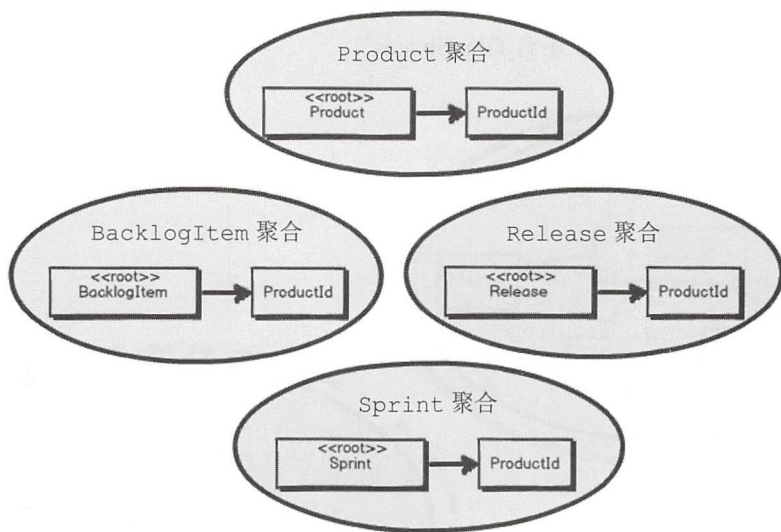 Product 聚合
<<root>>
Product
ProductId
BacklogItem 聚合
<<root>>
BacklogItem
ProductId
Release 聚合
<<root>>
Release
ProductId
Sprint 聚合
<<root>>
Sprint
ProductId